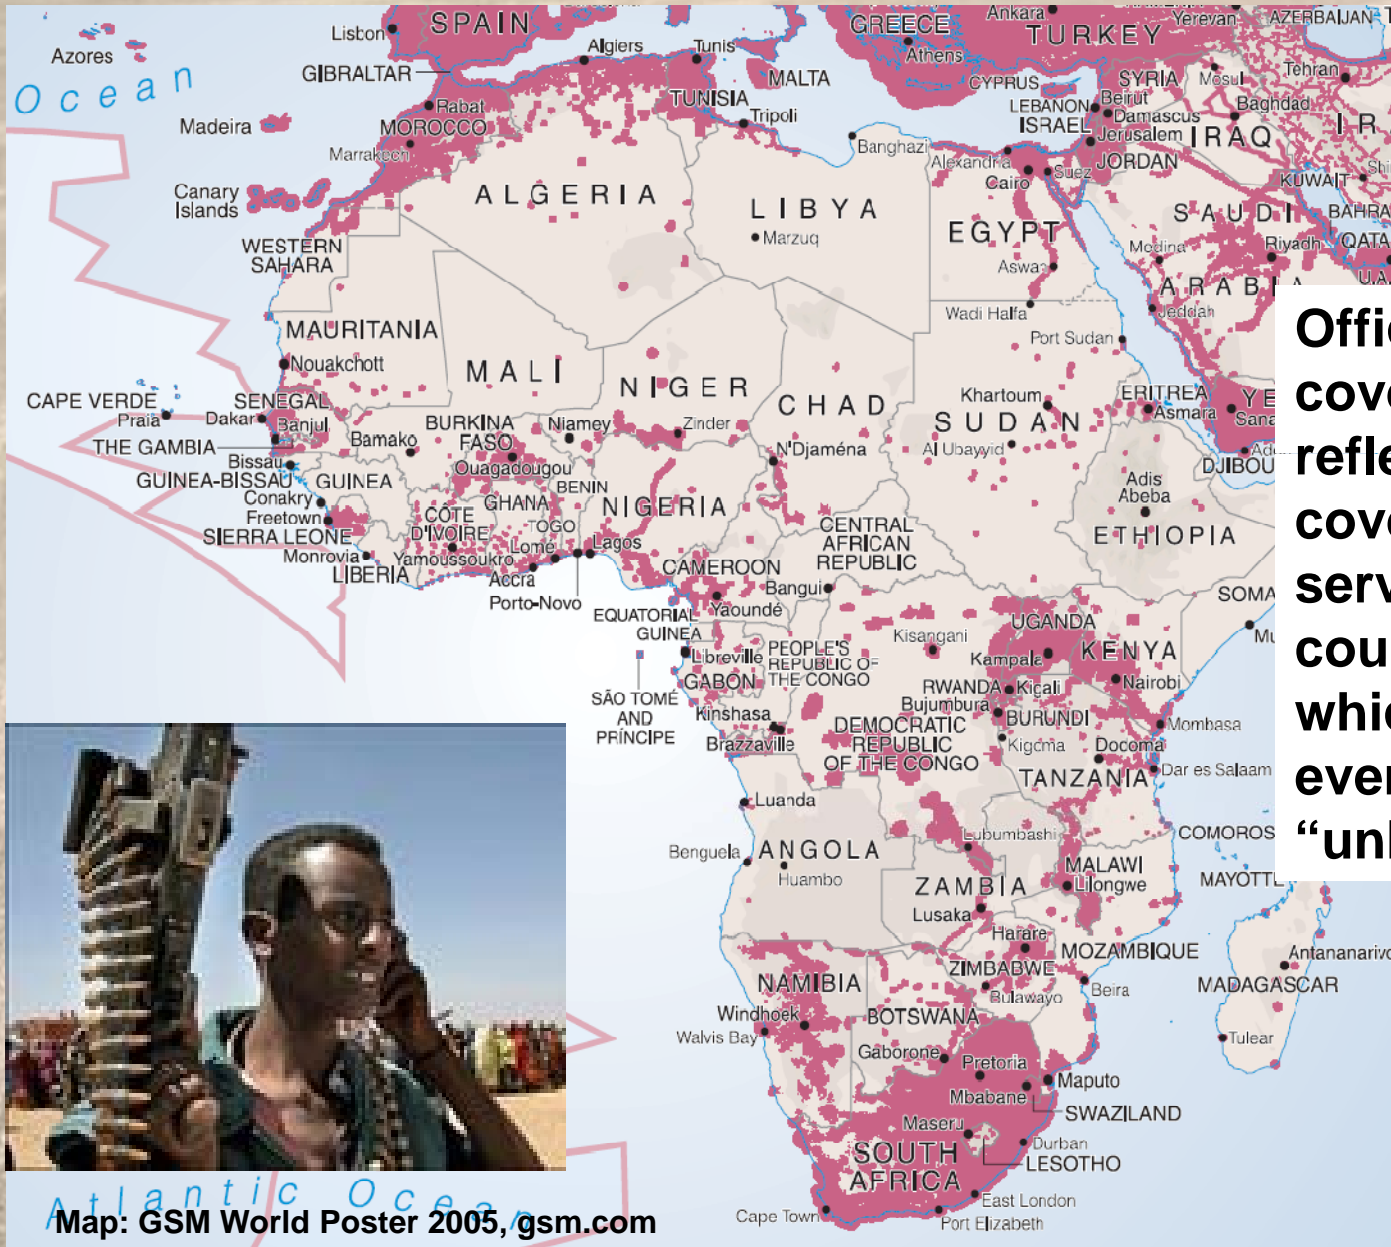 SPAIN
Lisbon
Azores
Ocean
GIBRALTAR
Algiers
Tunis
MALTA
GREECE
Athens
Ankara
TURKEY
Yerevan
AZERBAIJAN
CYPRUS
SYRIA
Mosul
Tehran
LEBANON
Beirut
Damascus
Baghdad
ISRAEL
Jerusalem
IRAQ
JORDAN
KUWAIT
Madeira
Rabat
MOROCCO
Marrakech
TUNISIA
Tripoli
Banghazi
Alexandria
Cairo
Suez
Canary
Islands
ALGERIA
LIBYA
Marzuq
EGYPT
Aswan
SAUDI
ARABIA
Medina
Riyadh
Jeddah
WESTERN
SAHARA
Wadi Halfa
Port Sudan
MAURITANIA
Nouakchott
MALI
NIGER
CHAD
Khartoum
SUDAN
Al Ubayyid
ERITREA
Asmara
CAPE VERDE
Praia
SENEGAL
Dakar
Banjul
THE GAMBIA
Bissau
GUINEA-BISSAU
Bamako
BURKINA
FASO
Ouagadougou
Niamey
Zinder
N'Djaména
GUINEA
Conakry
Freetown
SIERRA LEONE
Monrovia
LIBERIA
CÔTE
D'IVOIRE
Yamoussoukro
GHANA
BENIN
TOGO
Lomé
Accra
Porto-Novo
NIGERIA
Lagos
CENTRAL
AFRICAN
REPUBLIC
Adis
Abeba
ETHIOPIA
CAMEROON
Yaoundé
Bangui
EQUATORIAL
GUINEA
Libreville
GABON
PEOPLE'S
REPUBLIC OF
THE CONGO
Kisangani
UGANDA
Kampala
KENYA
Nairobi
SÃO TOMÉ
AND
PRÍNCIPE
Kinshasa
Brazzaville
DEMOCRATIC
REPUBLIC
OF THE CONGO
RWANDA
Kigali
Bujumbura
BURUNDI
Kigoma
Mombasa
Docoma
TANZANIA
Dar es Salaam
Luanda
Benguela
ANGOLA
Huambo
Lubumbashi
COMOROS
MAYOTTE
ZAMBIA
Lusaka
MALAWI
Lilongwe
Harare
ZIMBABWE
Bulawayo
MOZAMBIQUE
Beira
Antananarivo
MADAGASCAR
Tulear
NAMIBIA
Windhoek
Walvis Bay
BOTSWANA
Gaborone
Pretoria
Mbabane
Maputo
SWAZILAND
Maseru
Durban
LESOTHO
SOUTH
AFRICA
East London
Port Elizabeth
Cape Town
Atlantic Ocean
Map: GSM World Poster 2005, gsm.com